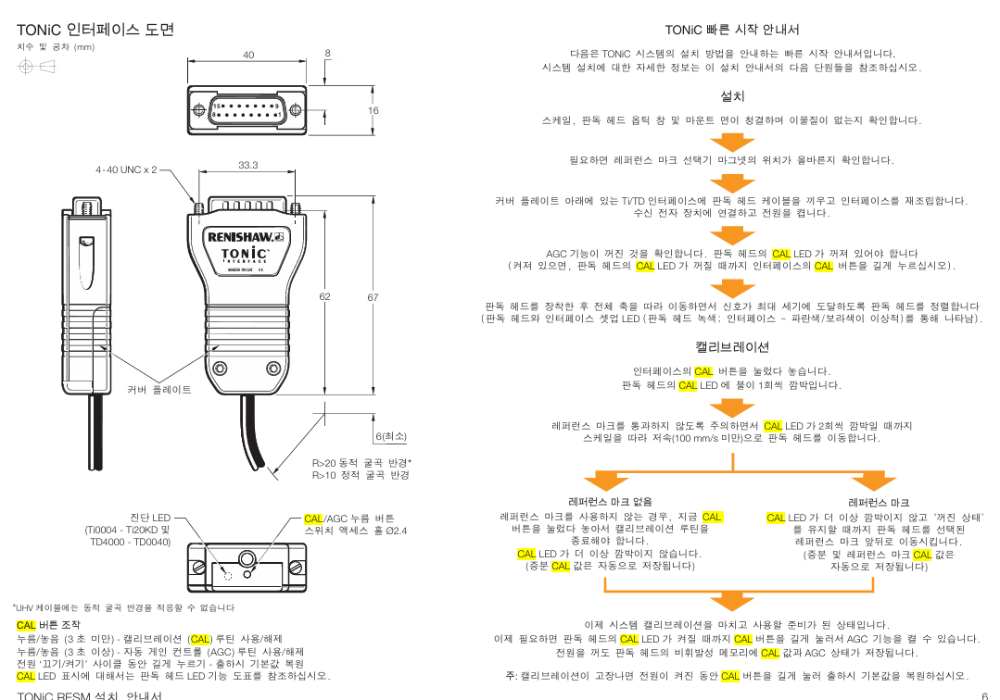 TONiC 인터페이스 도면
치수 및 공차 (mm)
40
8
15
9
8
1
16
4-40 UNC x 2
33.3
RENISHAW.
TONiC™
INTERFACE
MADE IN UK CE
62
67
커버 플레이트
6(최소)
R>20 동적 굴곡 반경*
R>10 정적 굴곡 반경
진단 LED
(Ti0004 - Ti20KD 및
TD4000 - TD0040)
CAL/AGC 누름 버튼
스위치 액세스 홀 Ø2.4
*UHV 케이블에는 동적 굴곡 반경을 적응할 수 없습니다
CAL 버튼 조작
누름/놓음 (3 초 미만) - 캘리브레이션 (CAL) 루틴 사용/해제
누름/놓음 (3 초 이상) - 자동 게인 컨트롤 (AGC) 루틴 사용/해제
전원 ‘끄기/켜기’ 사이클 동안 길게 누르기 - 출하시 기본값 복원
CAL LED 표시에 대해서는 판독 헤드 LED 기능 도표를 참조하십시오.
TONiC RESM 설치 안내서
TONiC 빠른 시작 안내서
다음은 TONiC 시스템의 설치 방법을 안내하는 빠른 시작 안내서입니다.
시스템 설치에 대한 자세한 정보는 이 설치 안내서의 다음 단원들을 참조하십시오.
설치
스케일, 판독 헤드 옵틱 창 및 마운트 면이 청결하며 이물질이 없는지 확인합니다.
필요하면 레퍼런스 마크 선택기 마그넷의 위치가 올바른지 확인합니다.
커버 플레이트 아래에 있는 Ti/TD 인터페이스에 판독 헤드 케이블을 끼우고 인터페이스를 재조립합니다.
수신 전자 장치에 연결하고 전원을 켭니다.
AGC 기능이 꺼진 것을 확인합니다. 판독 헤드의 CAL LED 가 꺼져 있어야 합니다
(켜져 있으면, 판독 헤드의 CAL LED 가 꺼질 때까지 인터페이스의 CAL 버튼을 길게 누르십시오).
판독 헤드를 장착한 후 전체 축을 따라 이동하면서 신호가 최대 세기에 도달하도록 판독 헤드를 정렬합니다
(판독 헤드와 인터페이스 셋업 LED (판독 헤드 녹색; 인터페이스 - 파란색/보라색이 이상적)를 통해 나타남).
캘리브레이션
인터페이스의 CAL 버튼을 눌렀다 놓습니다.
판독 헤드의 CAL LED 에 불이 1회씩 깜박입니다.
레퍼런스 마크를 통과하지 않도록 주의하면서 CAL LED 가 2회씩 깜박일 때까지
스케일을 따라 저속(100 mm/s 미만)으로 판독 헤드를 이동합니다.
레퍼런스 마크 없음
레퍼런스 마크를 사용하지 않는 경우, 지금 CAL
버튼을 눌렀다 놓아서 캘리브레이션 루틴을
종료해야 합니다.
CAL LED 가 더 이상 깜박이지 않습니다.
(증분 CAL 값은 자동으로 저장됩니다)
레퍼런스 마크
CAL LED 가 더 이상 깜박이지 않고 ‘꺼진 상태’
를 유지할 때까지 판독 헤드를 선택된
레퍼런스 마크 앞뒤로 이동시킵니다.
(증분 및 레퍼런스 마크 CAL 값은
자동으로 저장됩니다)
이제 시스템 캘리브레이션을 마치고 사용할 준비가 된 상태입니다.
이제 필요하면 판독 헤드의 CAL LED 가 켜질 때까지 CAL 버튼을 길게 눌러서 AGC 기능을 켤 수 있습니다.
전원을 꺼도 판독 헤드의 비휘발성 메모리에 CAL 값과 AGC 상태가 저장됩니다.
주: 캘리브레이션이 고장나면 전원이 켜진 동안 CAL 버튼을 길게 눌러 출하시 기본값을 복원하십시오.
6